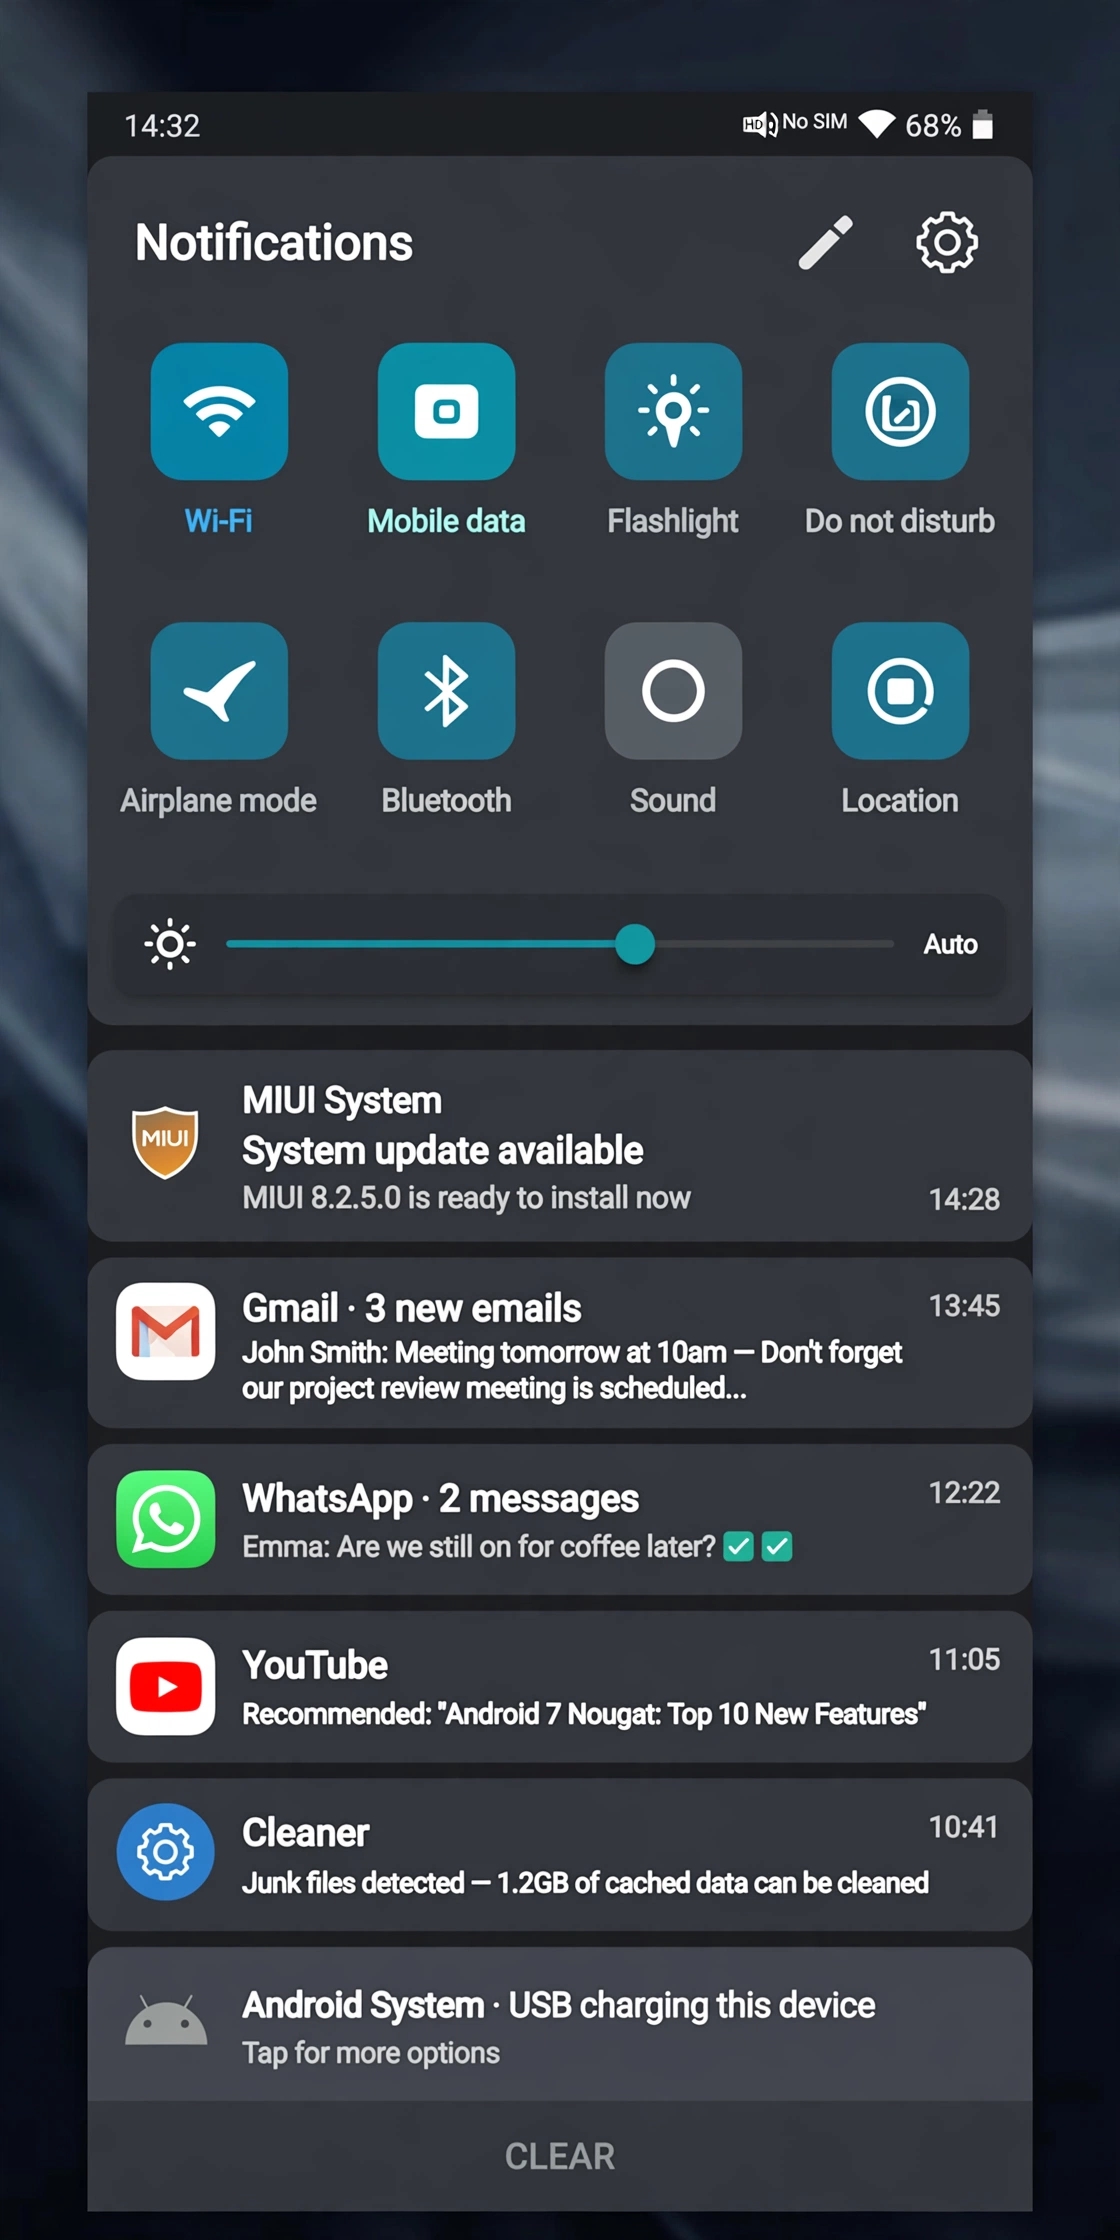 14:32
HD No SIM 68%
Notifications
Wi-Fi Mobile data Flashlight Do not disturb
Airplane mode Bluetooth Sound Location
Auto
MIUI
MIUI System
System update available
MIUI 8.2.5.0 is ready to install now 14:28
Gmail · 3 new emails 13:45
John Smith: Meeting tomorrow at 10am — Don't forget
our project review meeting is scheduled...
WhatsApp · 2 messages 12:22
Emma: Are we still on for coffee later? ✅ ✅
YouTube 11:05
Recommended: "Android 7 Nougat: Top 10 New Features"
Cleaner 10:41
Junk files detected — 1.2GB of cached data can be cleaned
Android System · USB charging this device
Tap for more options
CLEAR